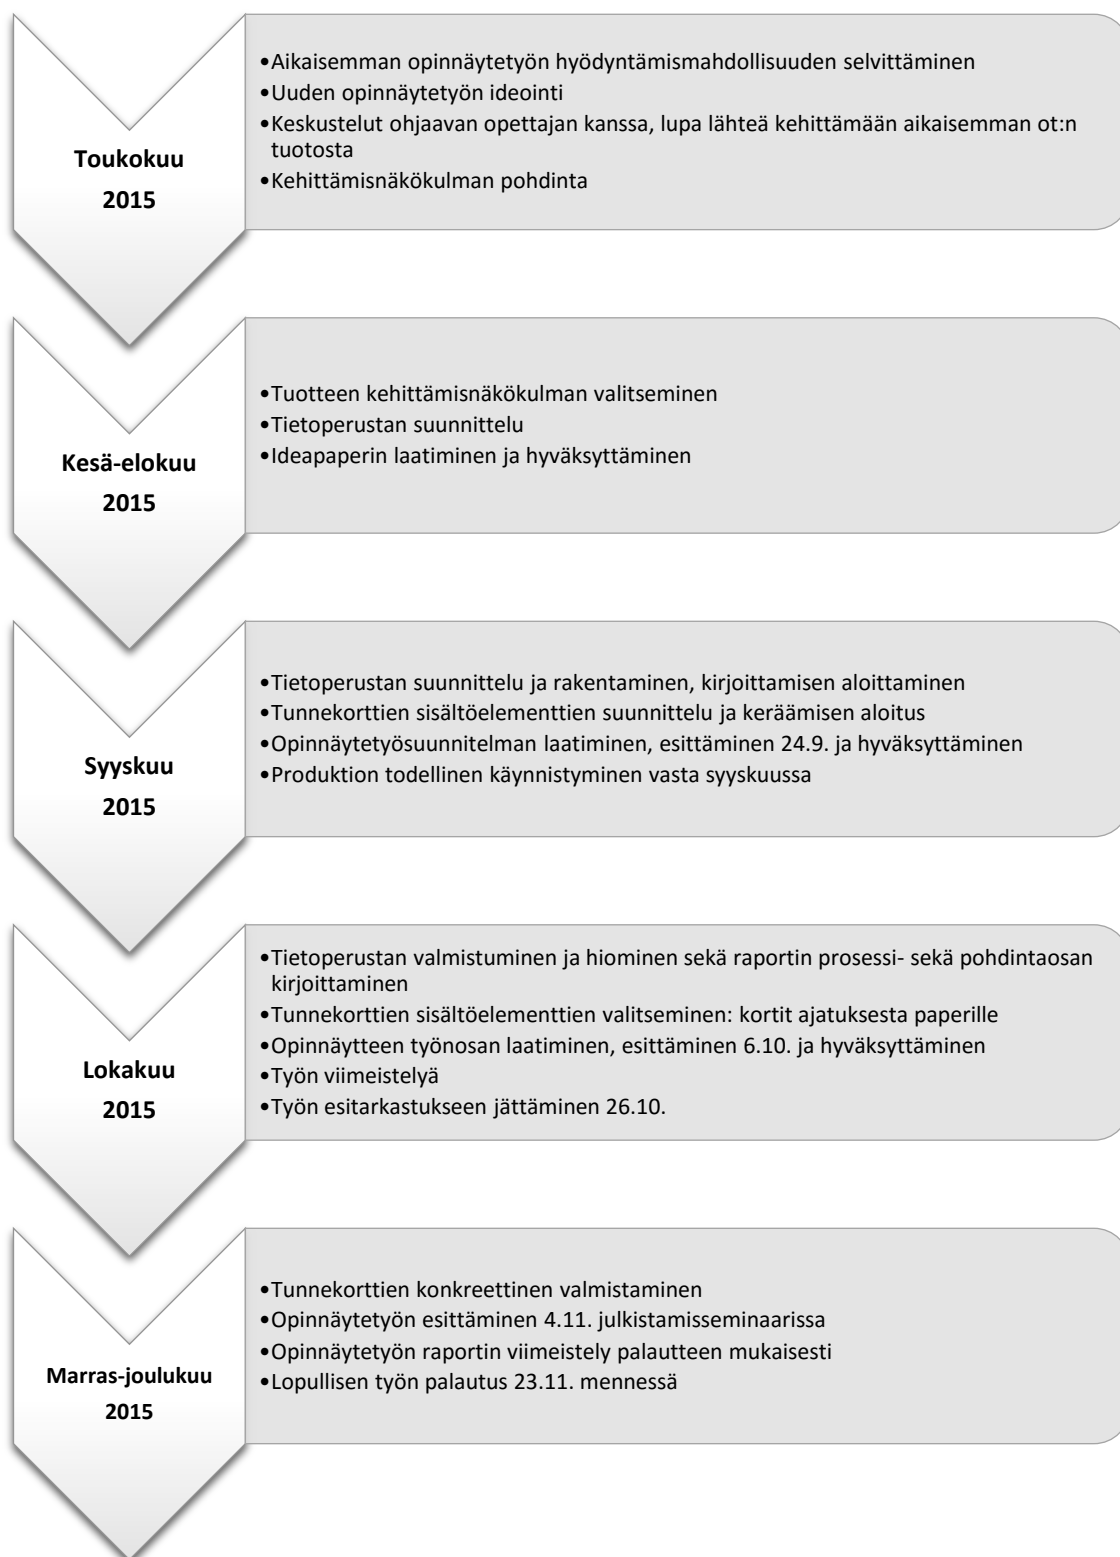 Toukokuu
2015
•Aikaisemman opinnäytetyön hyödyntämismahdollisuuden selvittäminen
•Uuden opinnäytetyön ideointi
•Keskustelut ohjaavan opettajan kanssa, lupa lähteä kehittämään aikaisemman ot:n
tuotosta
•Kehittämisnäkökulman pohdinta
Kesä-elokuu
2015
•Tuotteen kehittämisnäkökulman valitseminen
•Tietoperustan suunnittelu
•Ideapaperin laatiminen ja hyväksyttäminen
Syyskuu
2015
•Tietoperustan suunnittelu ja rakentaminen, kirjoittamisen aloittaminen
•Tunnekorttien sisältöelementtien suunnittelu ja keräämisen aloitus
•Opinnäytetyösuunnitelman laatiminen, esittäminen 24.9. ja hyväksyttäminen
•Produktion todellinen käynnistyminen vasta syyskuussa
Lokakuu
2015
•Tietoperustan valmistuminen ja hiominen sekä raportin prosessi- sekä pohdintaosan
kirjoittaminen
•Tunnekorttien sisältöelementtien valitseminen: kortit ajatuksesta paperille
•Opinnäytteen työnosan laatiminen, esittäminen 6.10. ja hyväksyttäminen
•Työn viimeistelyä
•Työn esitarkastukseen jättäminen 26.10.
Marras-joulukuu
2015
•Tunnekorttien konkreettinen valmistaminen
•Opinnäytetyön esittäminen 4.11. julkistamisseminaarissa
•Opinnäytetyön raportin viimeistely palautteen mukaisesti
•Lopullisen työn palautus 23.11. mennessä